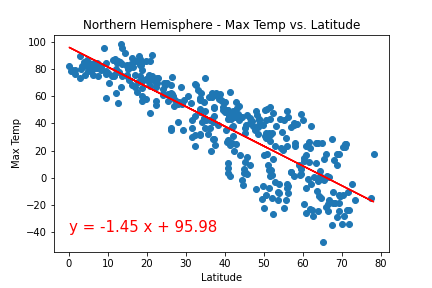 Northern Hemisphere - Max Temp vs. Latitude
100
80
60
40
20
0
−20
−40
Max Temp
y = -1.45 x + 95.98
0 10 20 30 40 50 60 70 80
Latitude